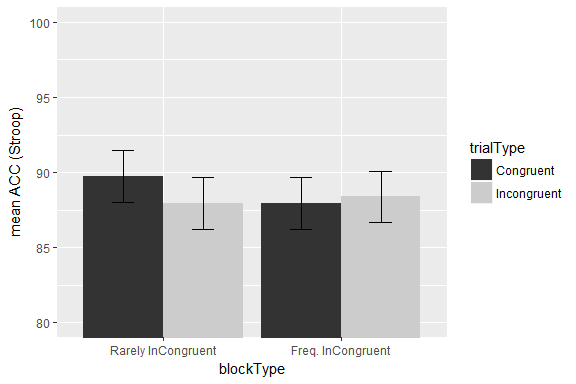 100
95
90
85
80
mean ACC (Stroop)
Rarely InCongruent
Freq. InCongruent
blockType
trialType
Congruent
Incongruent